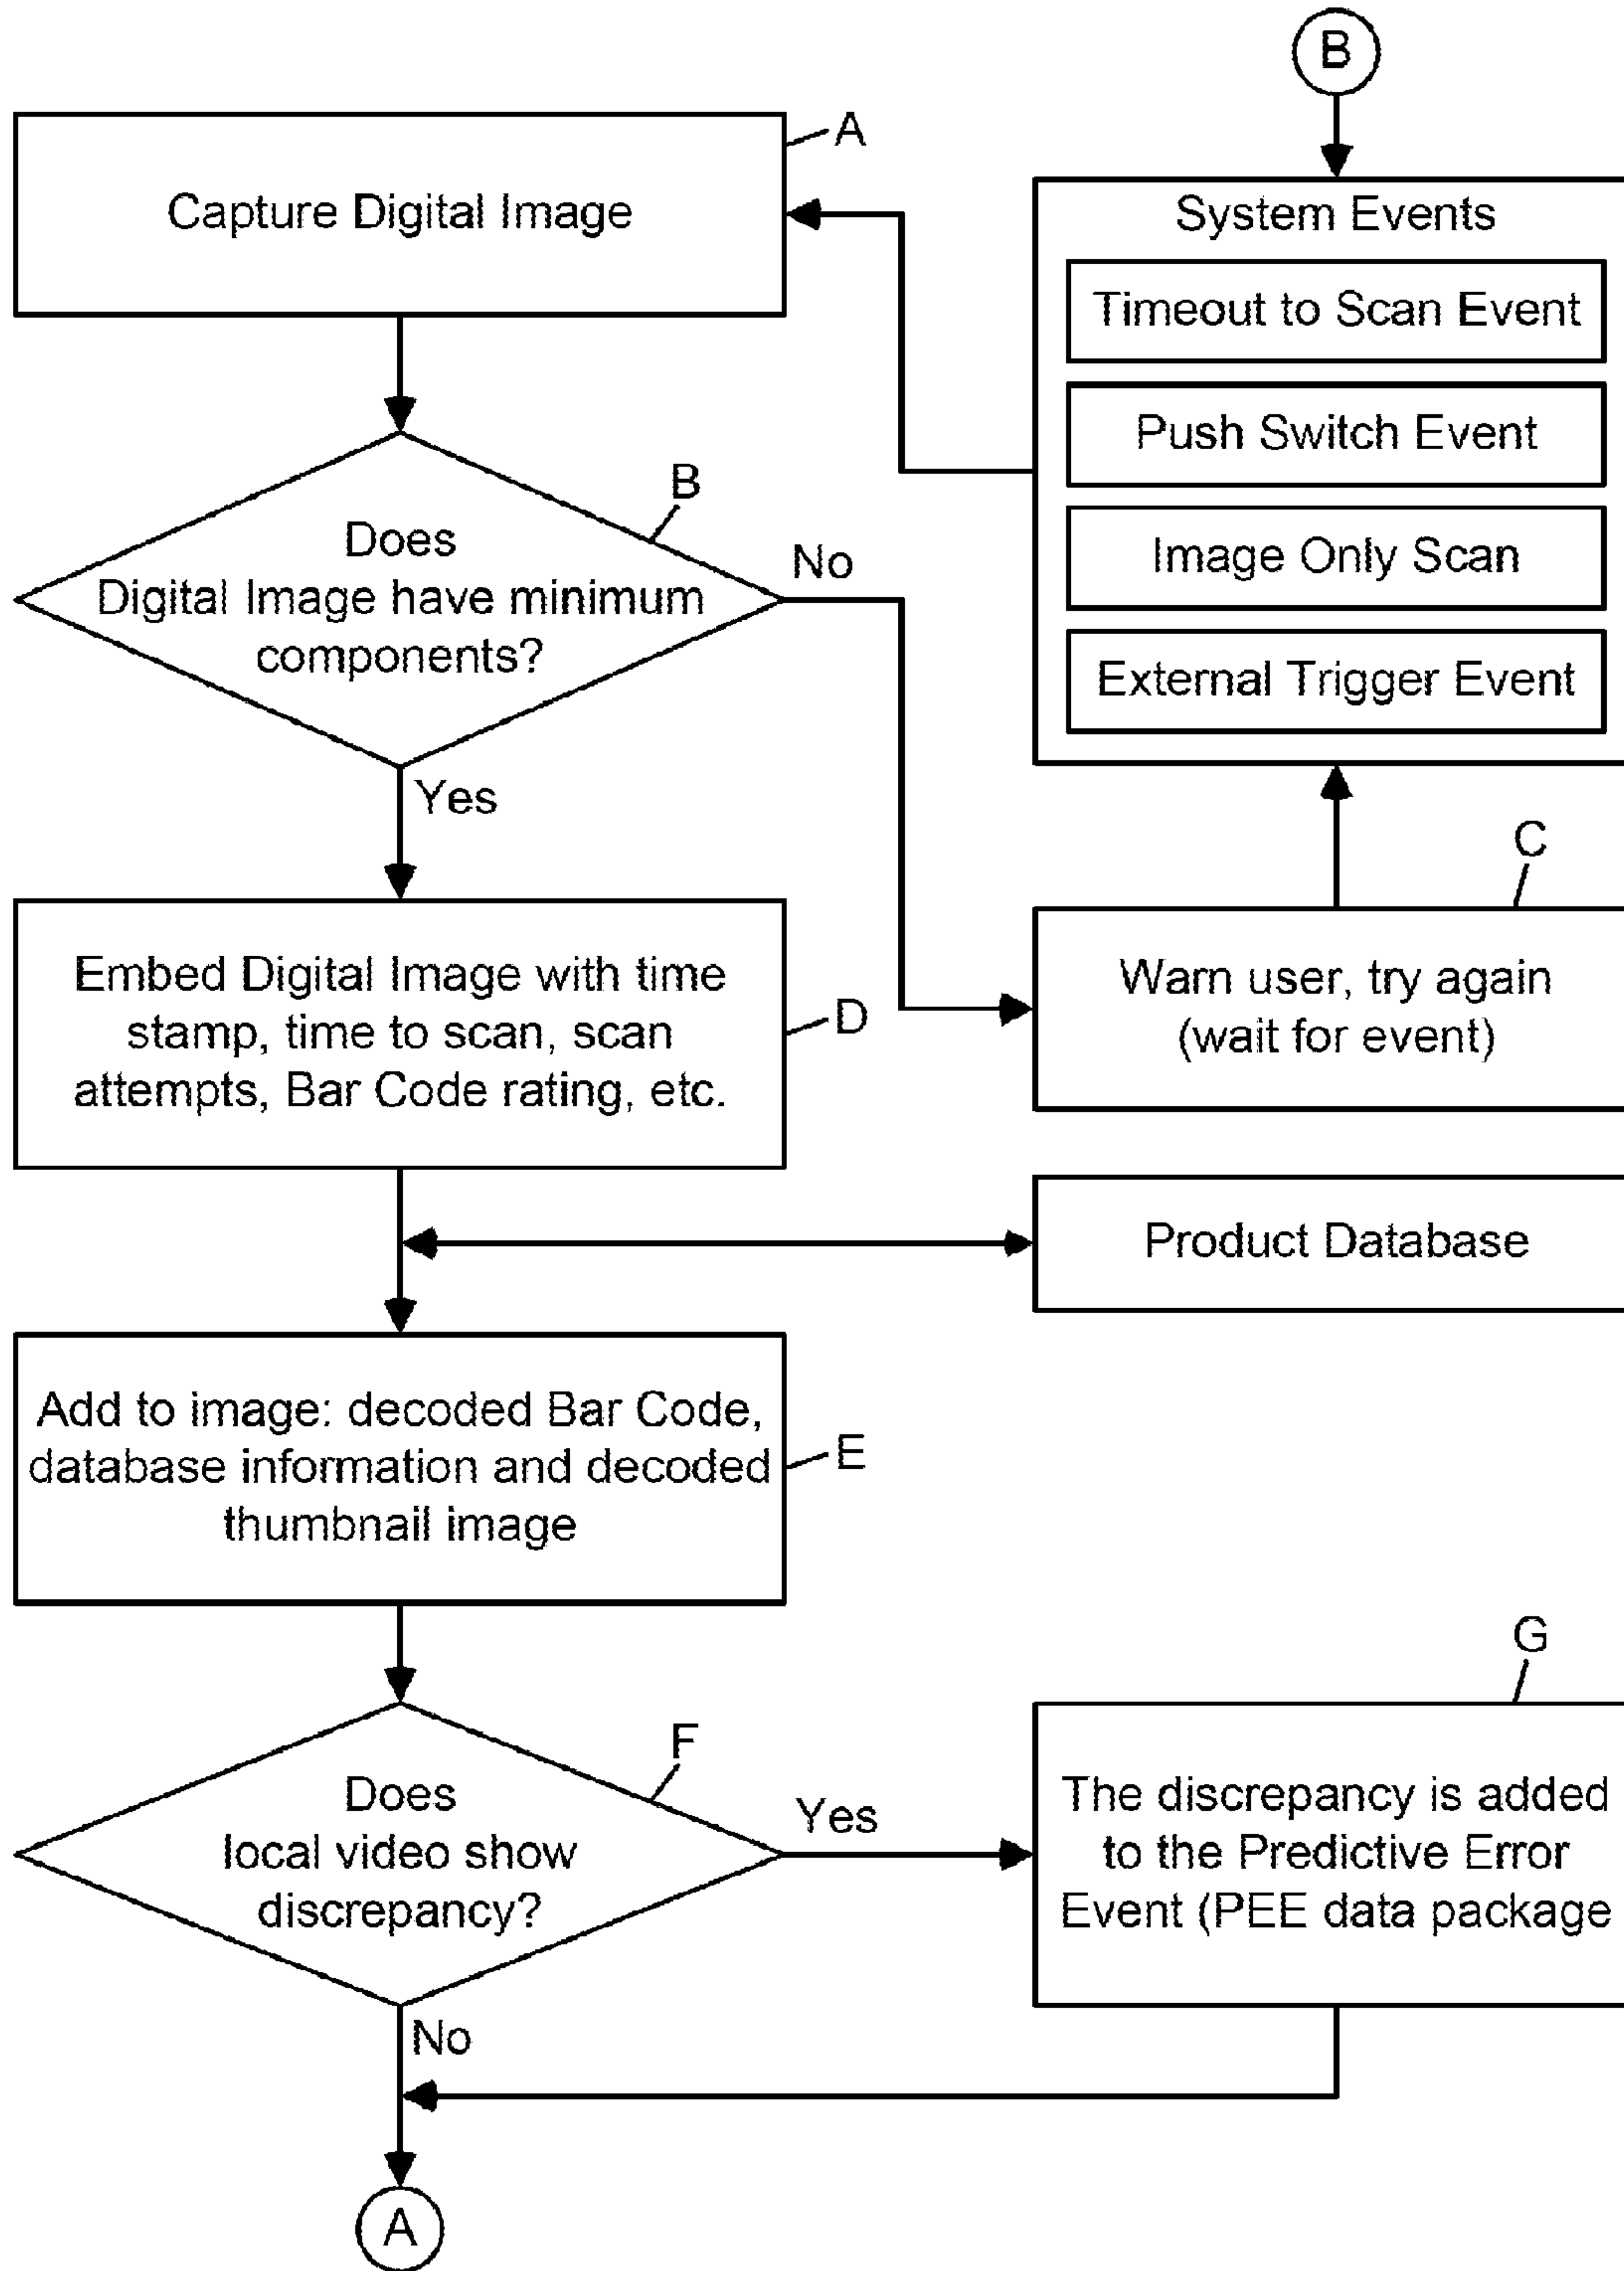 B
A
Capture Digital Image
System Events
Timeout to Scan Event
Push Switch Event
Image Only Scan
External Trigger Event
B
Does
Digital Image have minimum
components?
No
Yes
C
Warn user, try again
(wait for event)
Embed Digital Image with time
stamp, time to scan, scan
attempts, Bar Code rating, etc.
D
Product Database
Add to image: decoded Bar Code,
database information and decoded
thumbnail image
E
F
Does
local video show
discrepancy?
Yes
No
G
The discrepancy is added
to the Predictive Error
Event (PEE data package
A